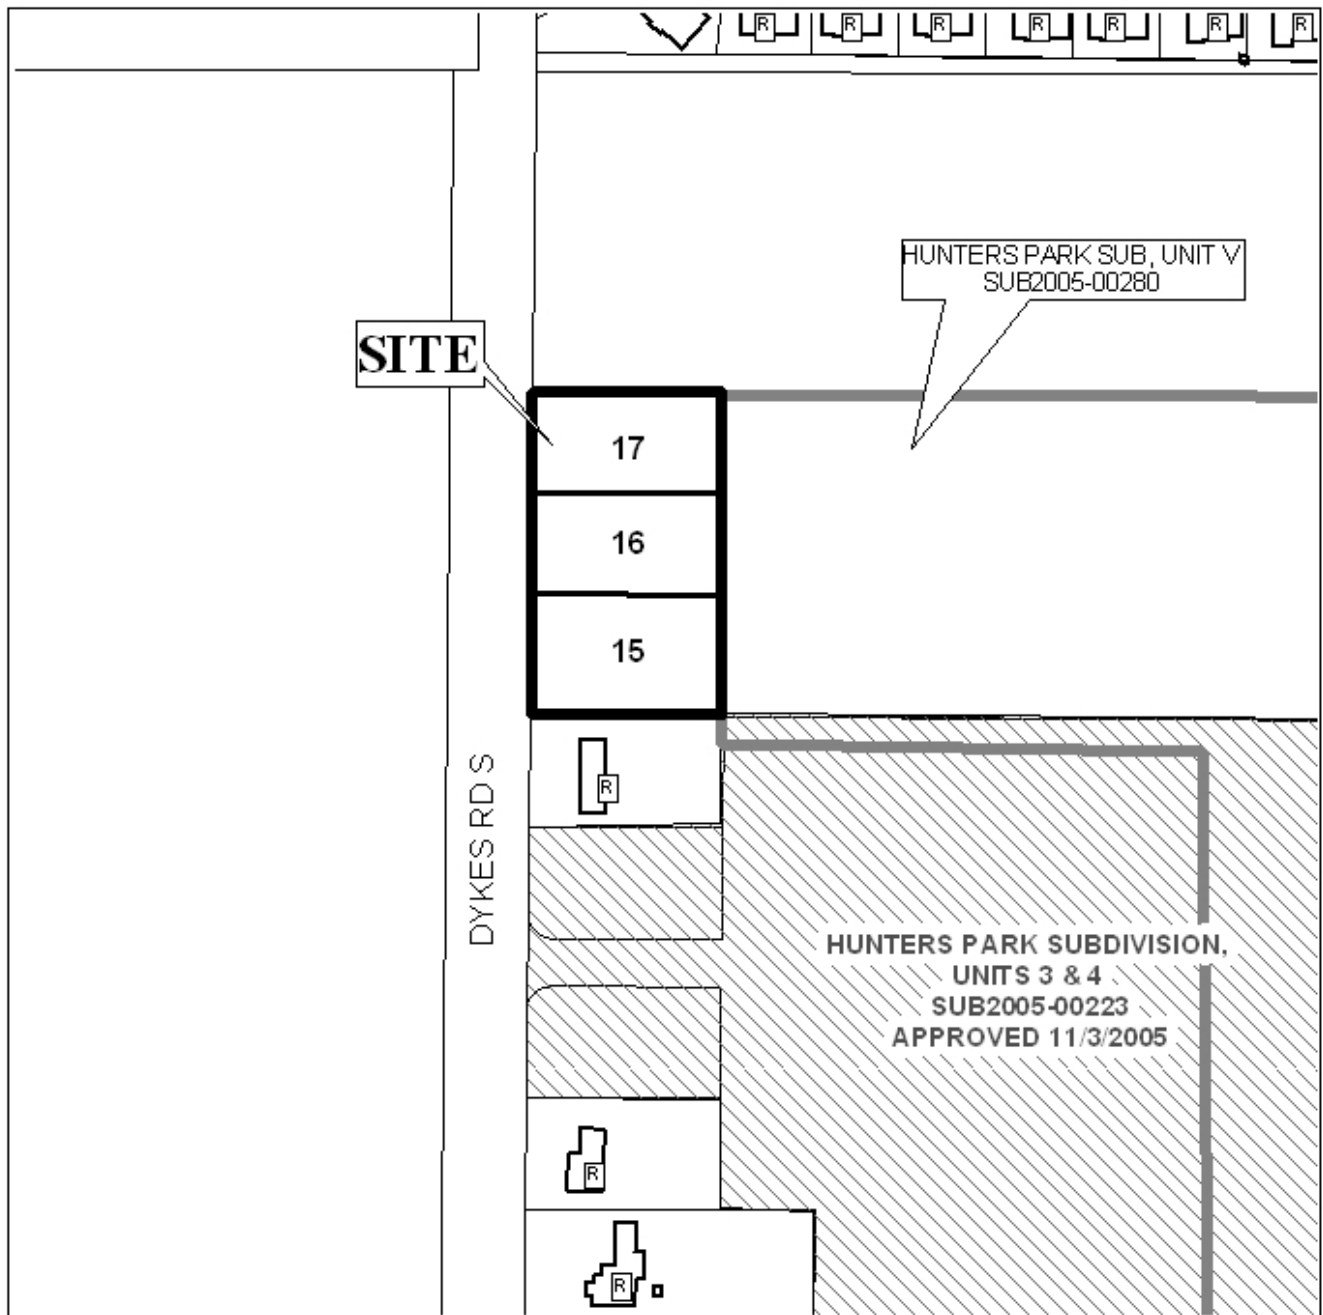 R R R R R R R
HUNTERS PARK SUB, UNIT V
SUB2005-00280
SITE
17
16
15
DYKES RD S
R
HUNTERS PARK SUBDIVISION,
UNITS 3 & 4
SUB2005-00223
APPROVED 11/3/2005
R
R